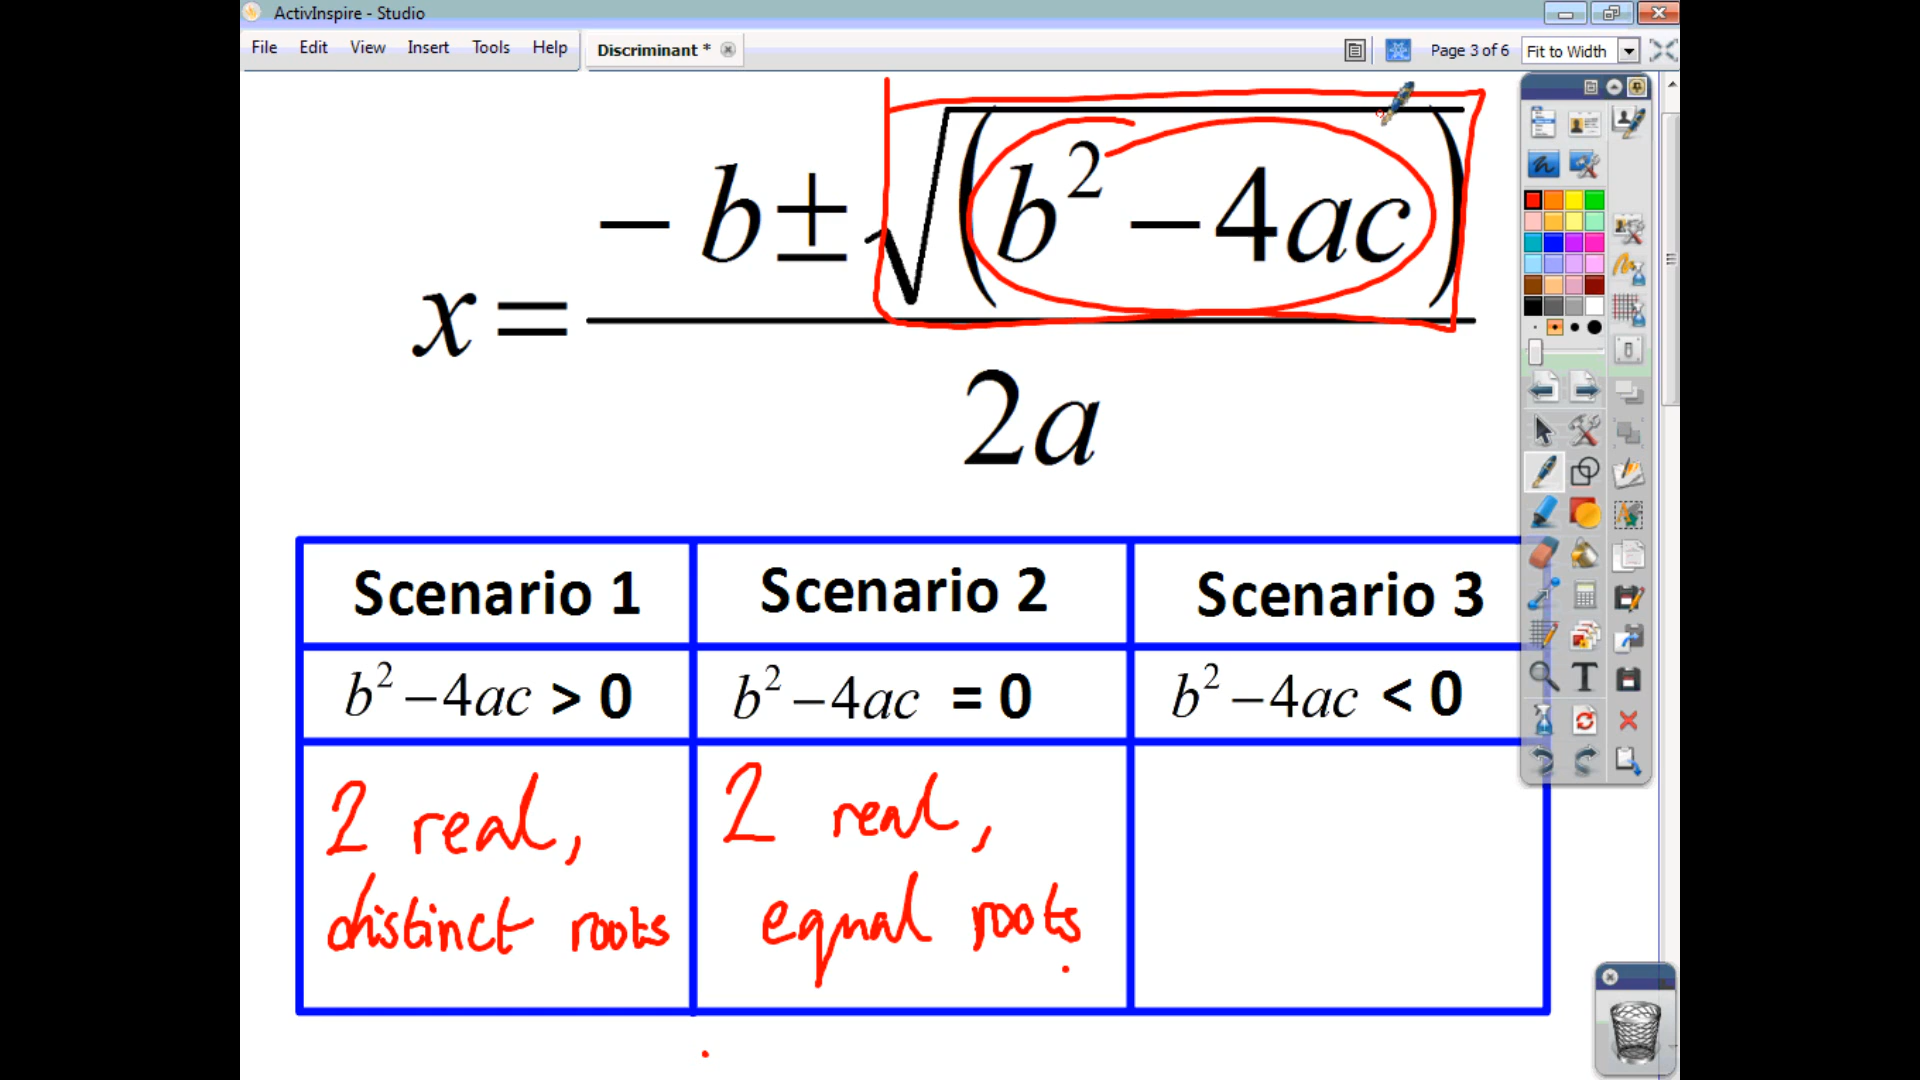 ActivInspire - Studio
File Edit View Insert Tools Help Discriminant * Page 3 of 6 Fit to Width
x = (−b ± √(b² − 4ac)) / 2a
Scenario 1 Scenario 2 Scenario 3
b² − 4ac > 0 b² − 4ac = 0 b² − 4ac < 0
2 real, 2 real,
distinct roots equal roots